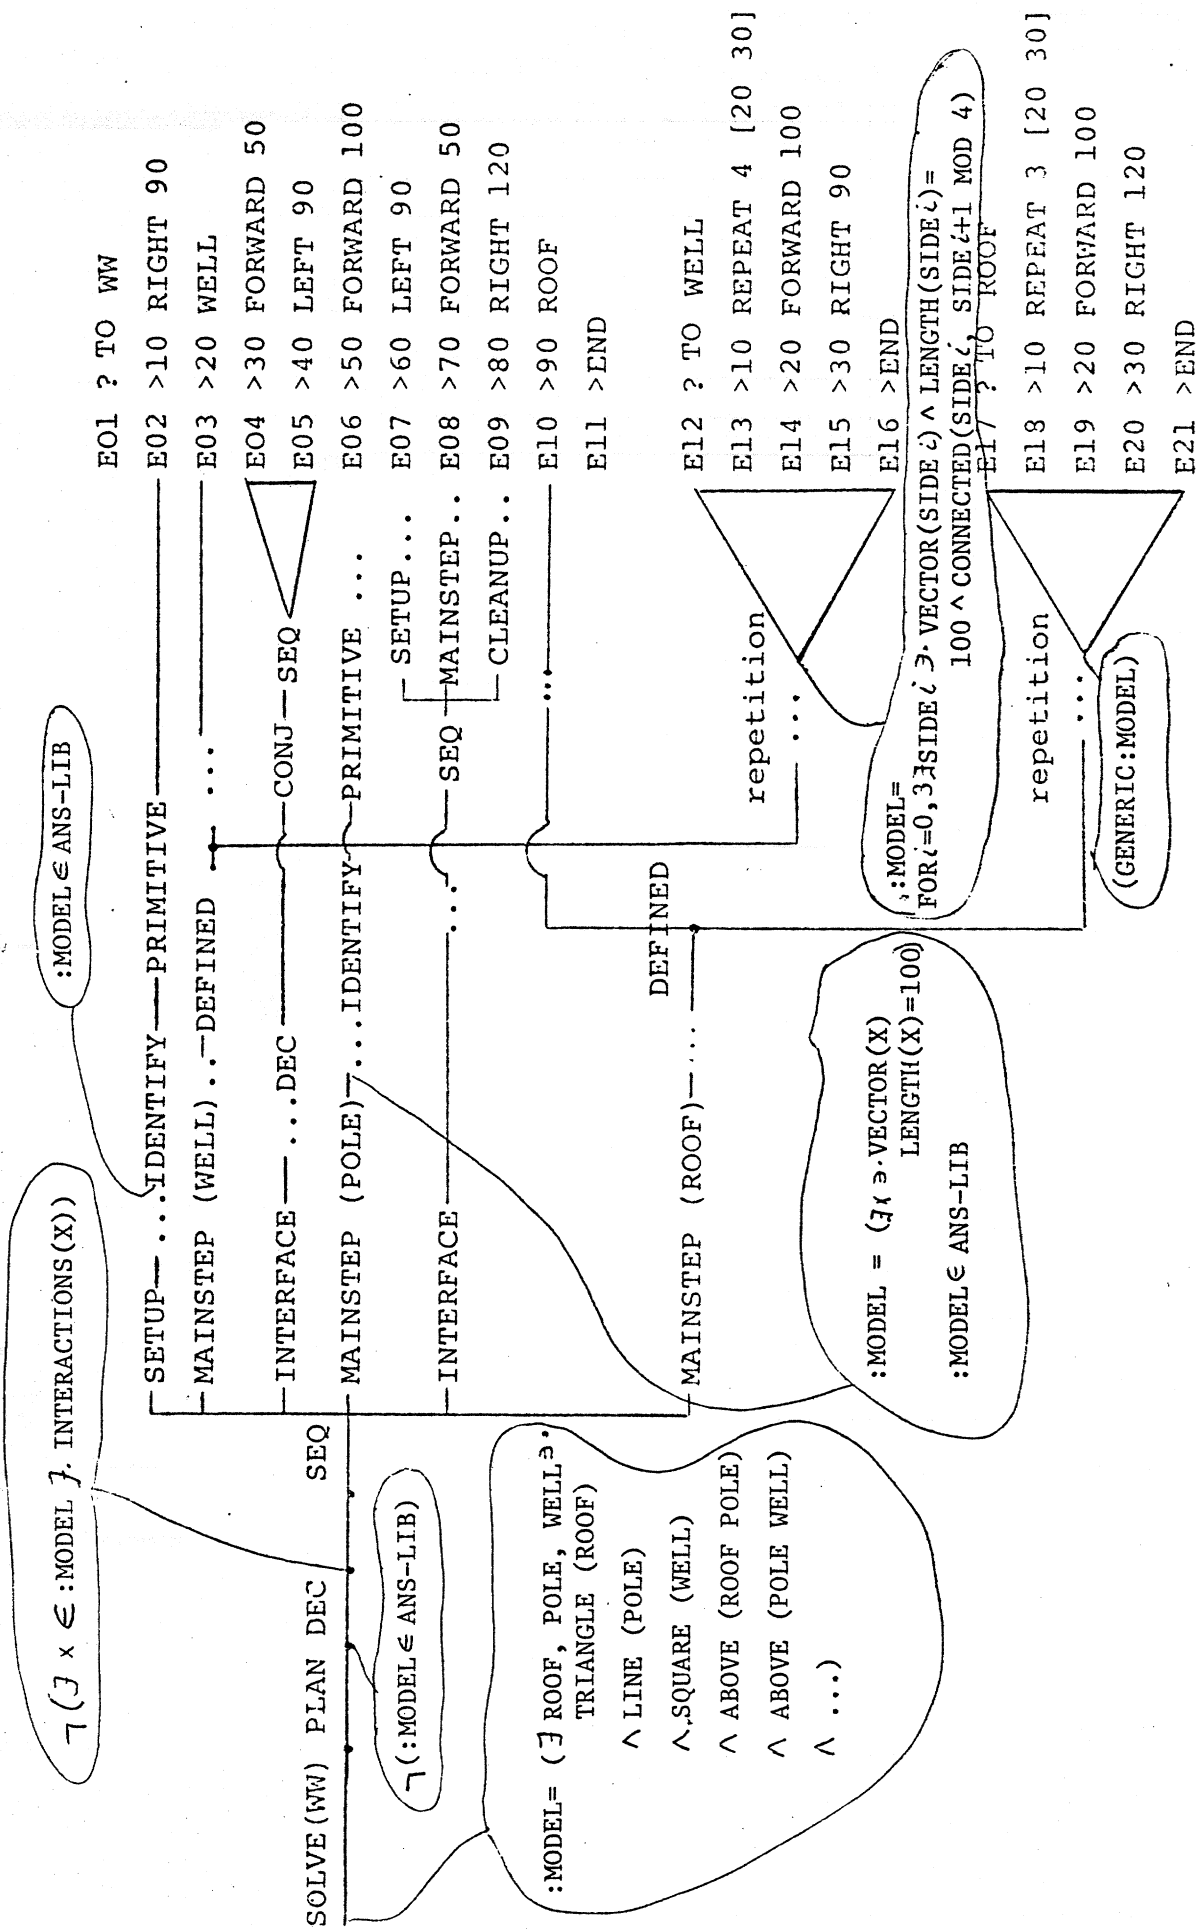 ¬(∃ x ∈ :MODEL ∋. INTERACTIONS(X))
:MODEL ∈ ANS-LIB
SOLVE(WW) PLAN DEC SEQ
¬(:MODEL ∈ ANS-LIB)
:MODEL= (∃ ROOF, POLE, WELL ∋.
TRIANGLE (ROOF)
∧ LINE (POLE)
∧ SQUARE (WELL)
∧ ABOVE (ROOF POLE)
∧ ABOVE (POLE WELL)
∧ ...)
SETUP—...IDENTIFY—PRIMITIVE
MAINSTEP (WELL)..—DEFINED ...
INTERFACE—...DEC—CONJ—SEQ
MAINSTEP (POLE)—...IDENTIFY—PRIMITIVE ...
INTERFACE ...—SEQ
SETUP...
MAINSTEP..
CLEANUP..
MAINSTEP (ROOF)—...
DEFINED
...
:MODEL = (∃X ∋.VECTOR(X)
LENGTH(X)=100)
:MODEL ∈ ANS-LIB
E01 ? TO WW
E02 >10 RIGHT 90
E03 >20 WELL
E04 >30 FORWARD 50
E05 >40 LEFT 90
E06 >50 FORWARD 100
E07 >60 LEFT 90
E08 >70 FORWARD 50
E09 >80 RIGHT 120
E10 >90 ROOF
E11 >END
repetition
...
E12 ? TO WELL
E13 >10 REPEAT 4 [20 30]
E14 >20 FORWARD 100
E15 >30 RIGHT 90
E16 >END
:MODEL=
FOR i=0,3 ∃SIDE i ∋. VECTOR(SIDE i) ∧ LENGTH(SIDE i)=
100 ∧ CONNECTED(SIDE i, SIDE i+1 MOD 4)
repetition
...
(GENERIC:MODEL)
E17 ? TO ROOF
E18 >10 REPEAT 3 [20 30]
E19 >20 FORWARD 100
E20 >30 RIGHT 120
E21 >END